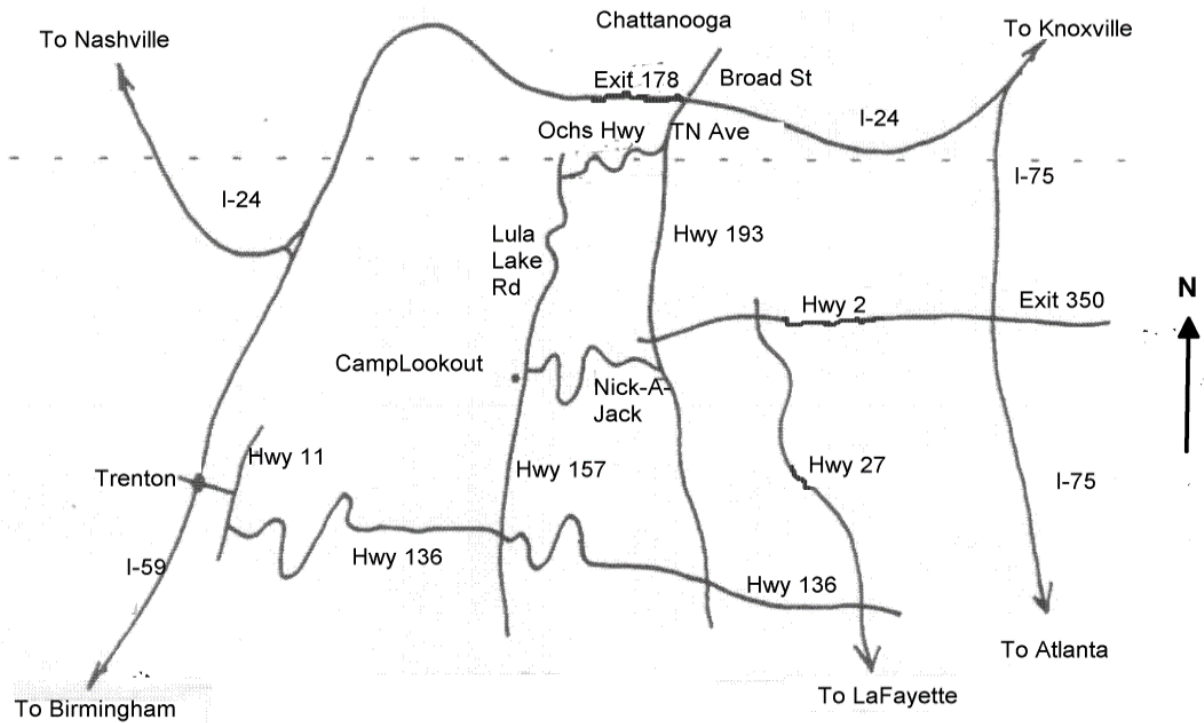 Chattanooga
To Nashville
To Knoxville
Exit 178
Broad St
I-24
Ochs Hwy
TN Ave
I-75
I-24
Lula
Lake
Rd
Hwy 193
N
Hwy 2
Exit 350
CampLookout
Nick-A-
Jack
Hwy 11
Trenton
Hwy 157
Hwy 27
I-75
Hwy 136
I-59
Hwy 136
To Atlanta
To Birmingham
To LaFayette